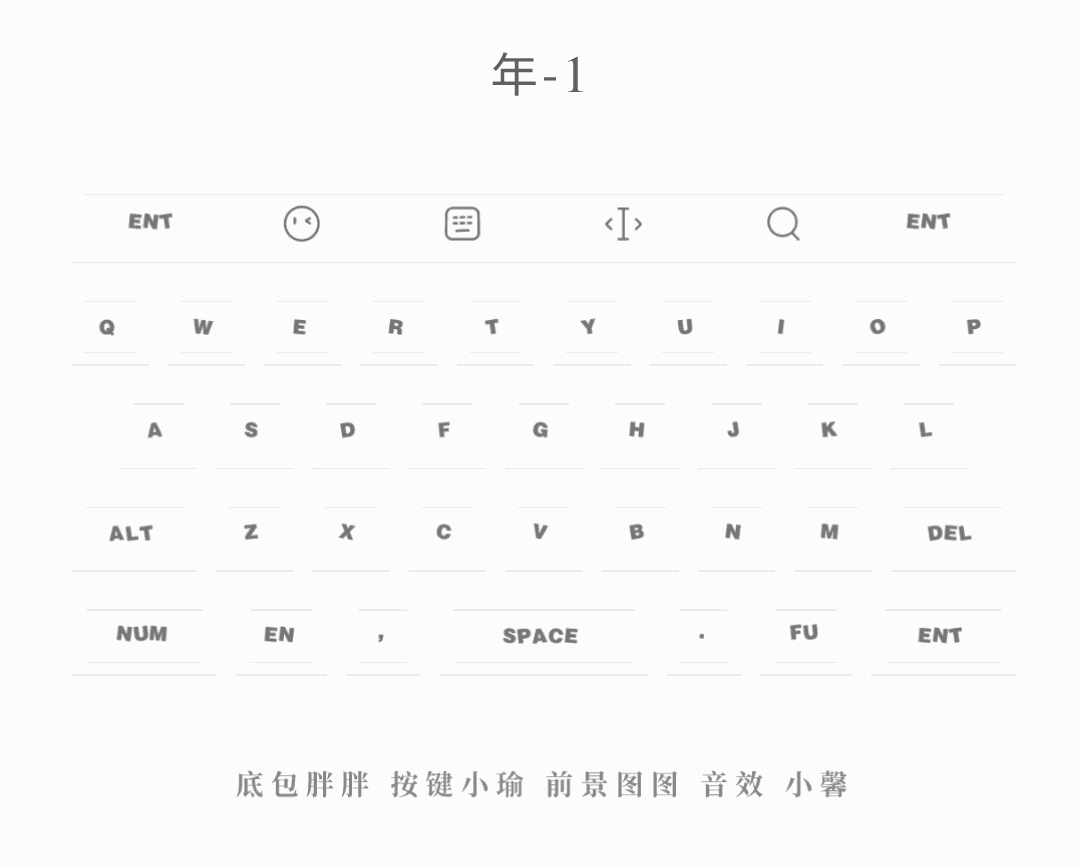 年-1
ENT ENT
Q W E R T Y U I O P
A S D F G H J K L
ALT Z X C V B N M DEL
NUM EN , SPACE . FU ENT
底包胖胖 按键小瑜 前景图图 音效 小馨